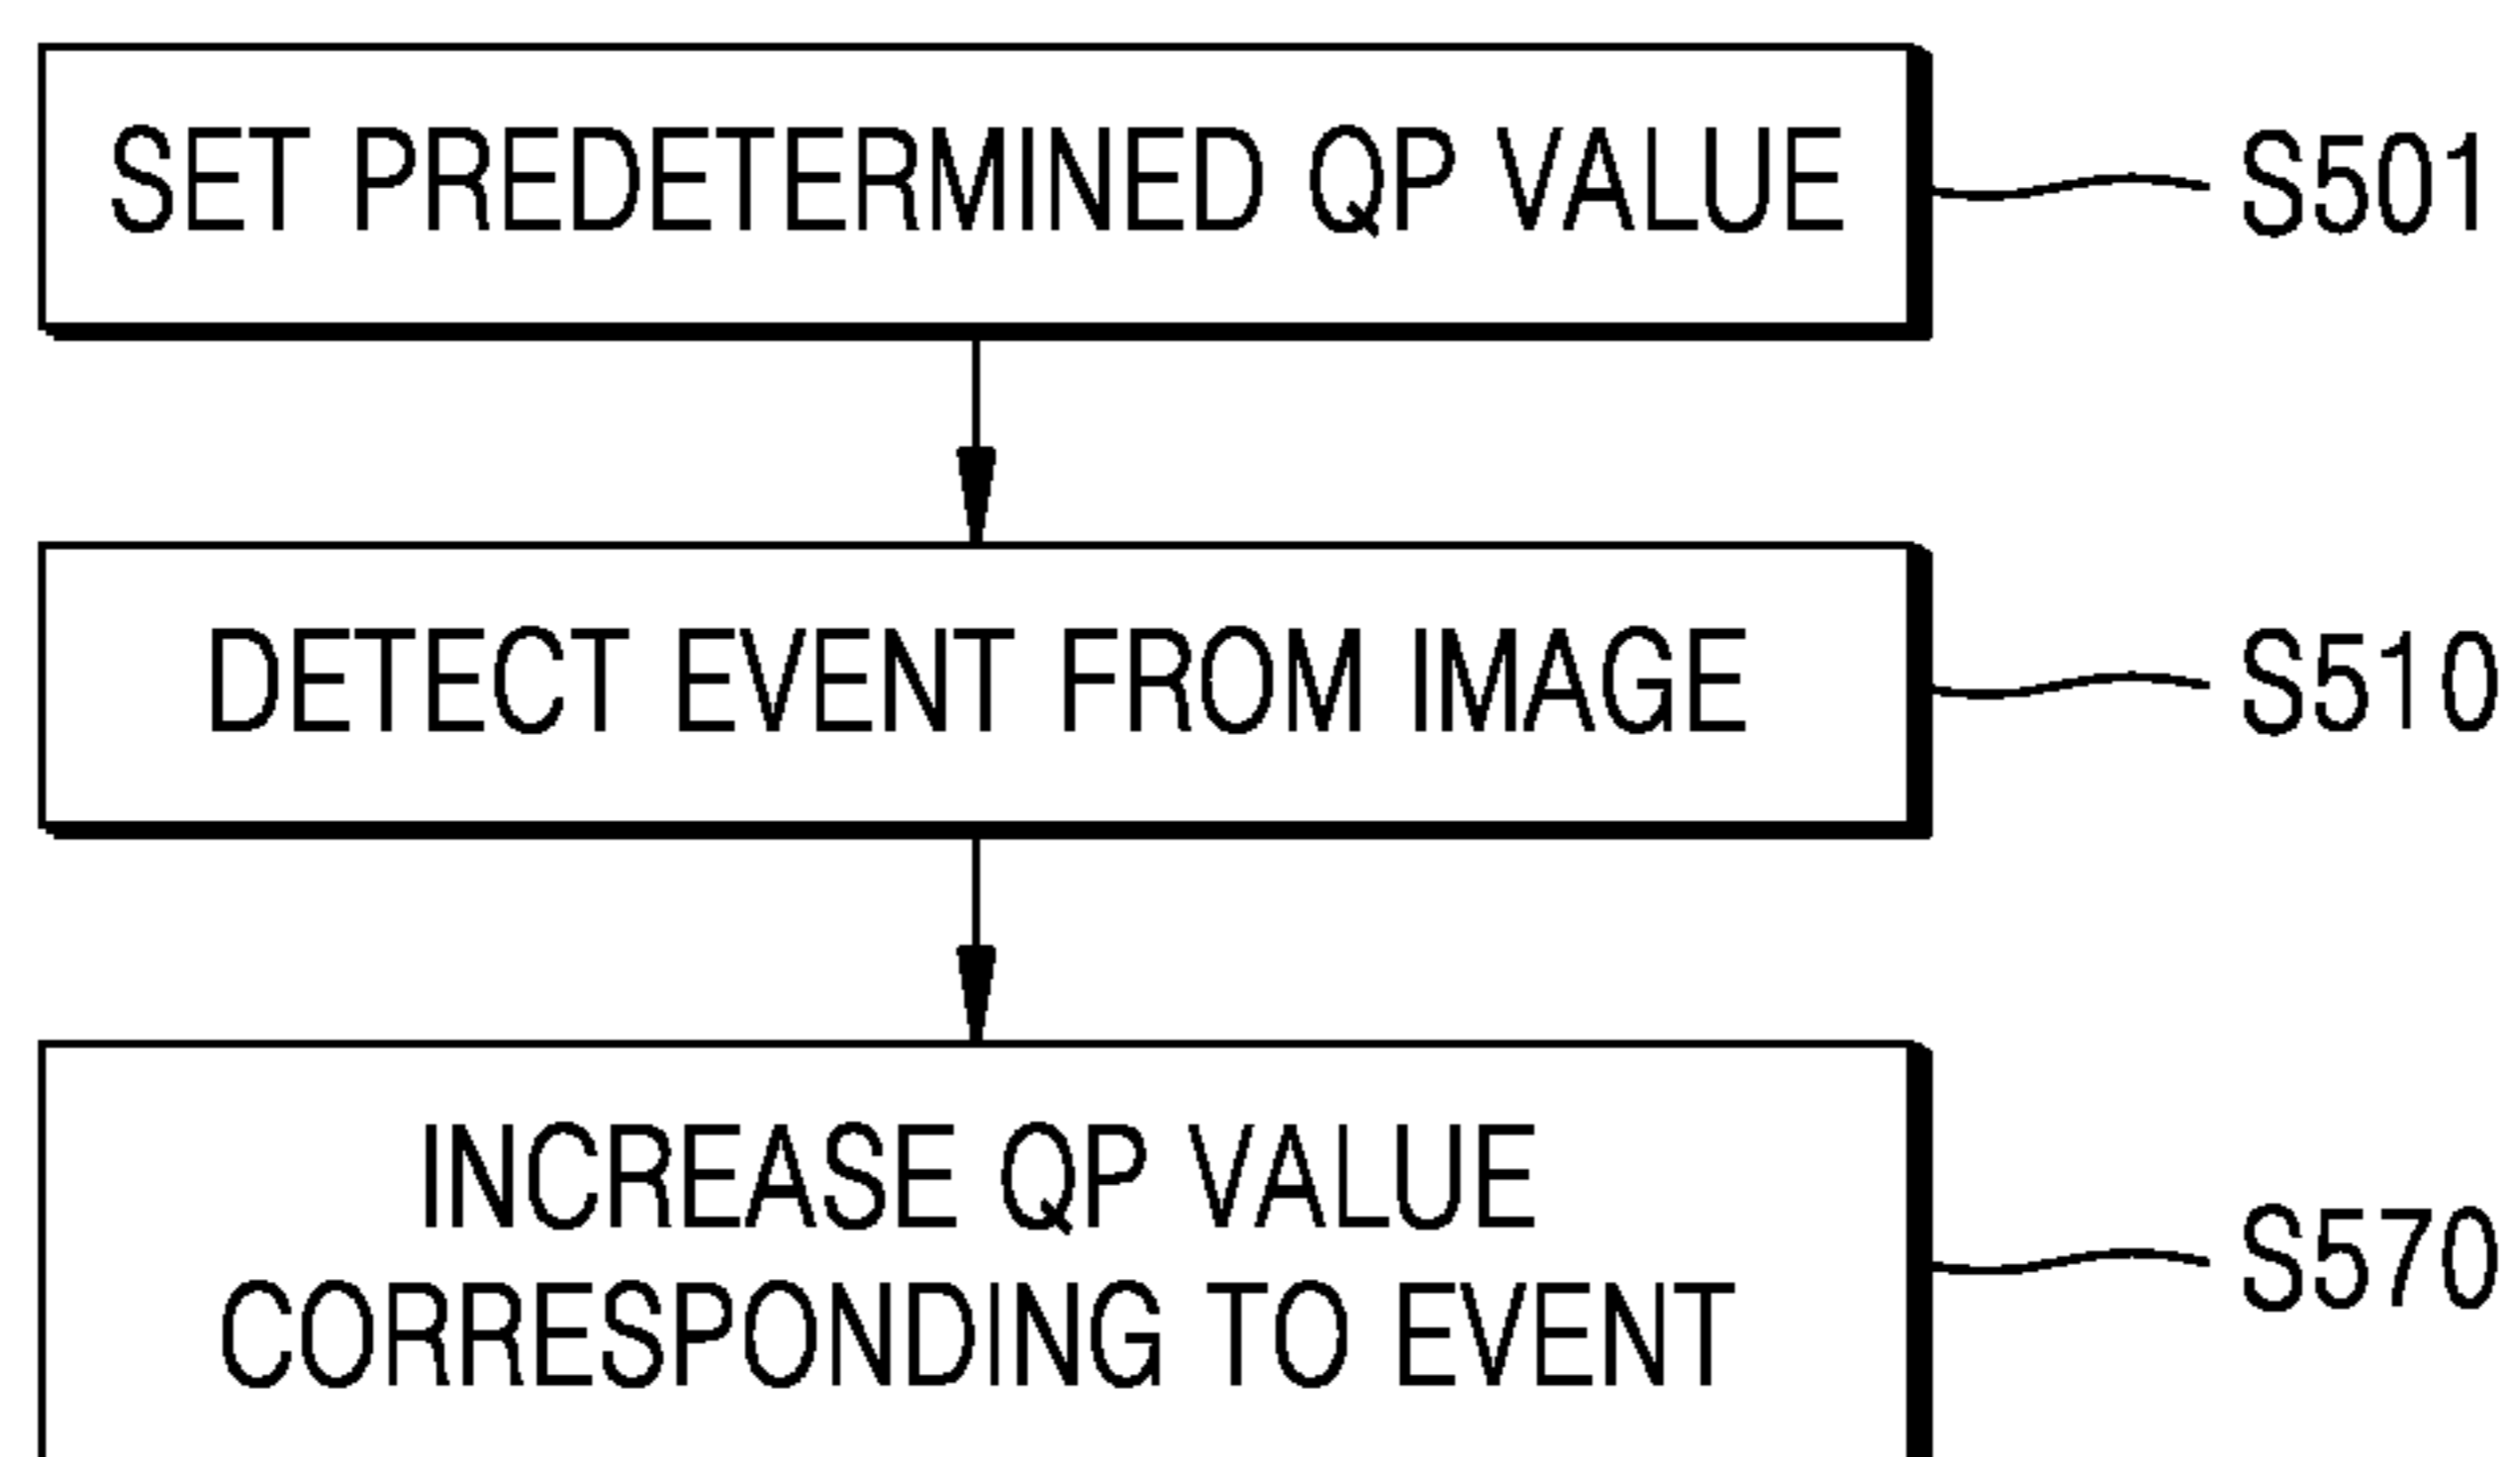 SET PREDETERMINED QP VALUE S501
DETECT EVENT FROM IMAGE S510
INCREASE QP VALUE
CORRESPONDING TO EVENT
S570